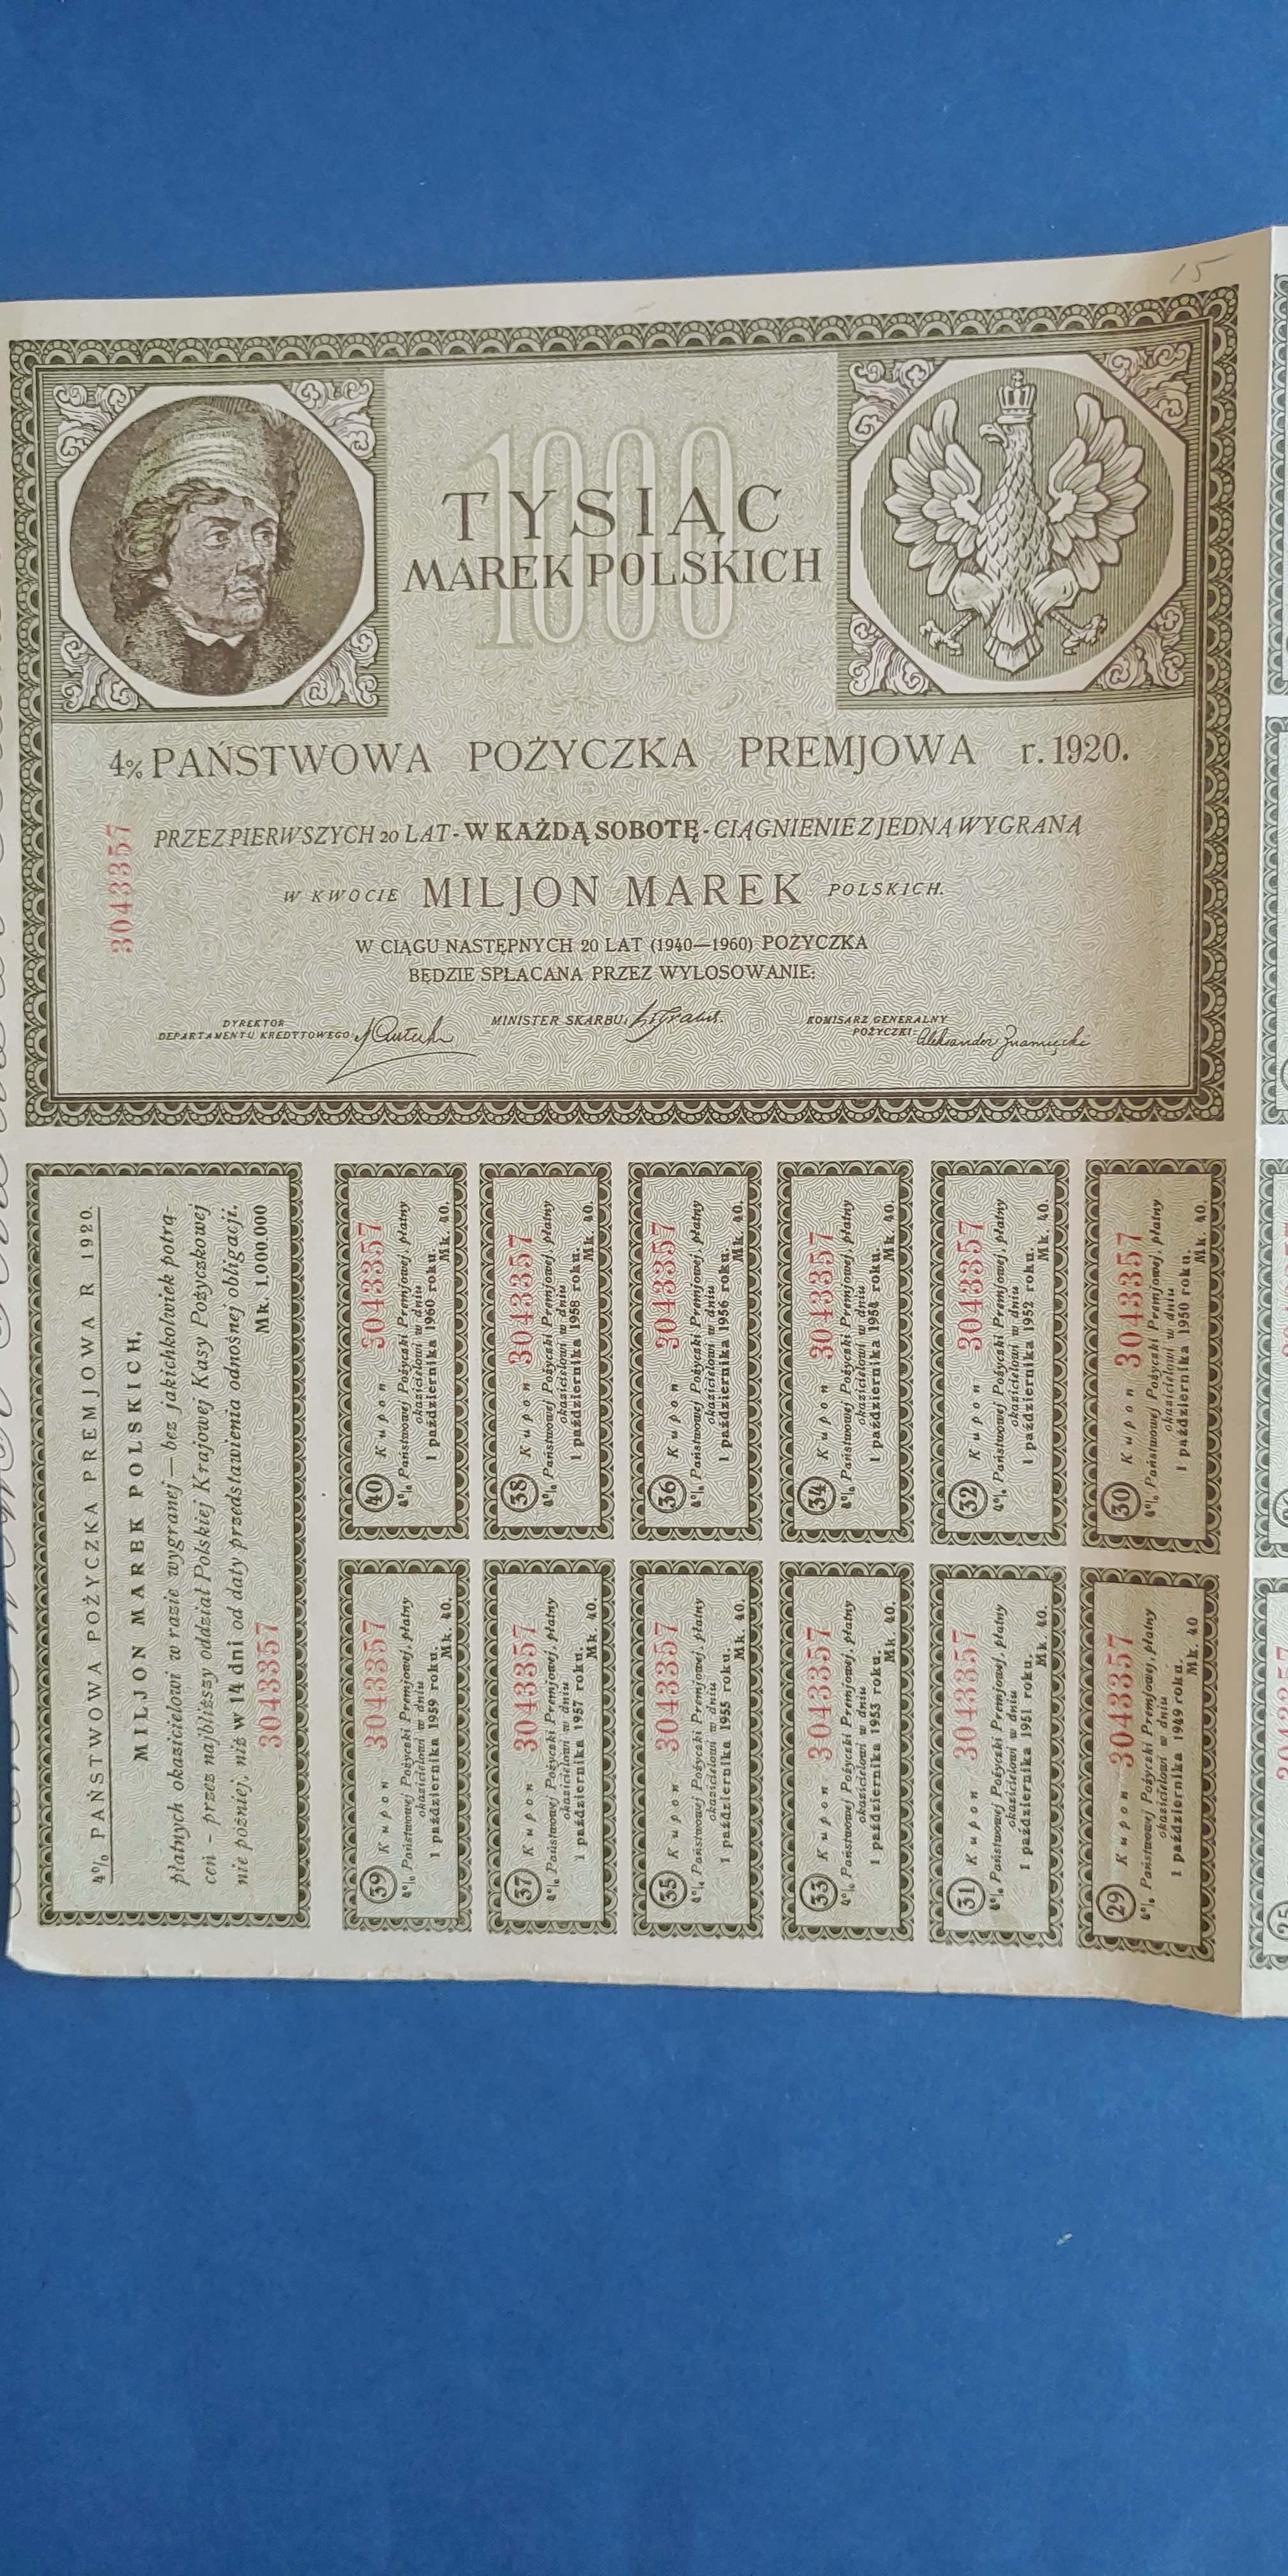 15
1000
TYSIĄC
MAREK POLSKICH
4% PAŃSTWOWA POŻYCZKA PREMJOWA r. 1920.
PRZEZ PIERWSZYCH 20 LAT - W KAŻDĄ SOBOTĘ - CIĄGNIENIE Z JEDNĄ WYGRANĄ
W KWOCIE MILJON MAREK POLSKICH.
W CIĄGU NASTĘPNYCH 20 LAT (1940—1960) POŻYCZKA
BĘDZIE SPŁACANA PRZEZ WYLOSOWANIE:
3043357
DYREKTOR
DEPARTAMENTU KREDYTOWEGO:
MINISTER SKARBU:
KOMISARZ GENERALNY
POŻYCZKI:
Aleksander Znamięcki
4% PAŃSTWOWA POŻYCZKA PREMJOWA R 1920.
MILJON MAREK POLSKICH,
płatnych okazicielowi w razie wygranej — bez jakichkolwiek potrą-
ceń - przez najbliższy oddział Polskiej Krajowej Kasy Pożyczkowej
nie później, niż w 14 dni od daty przedstawienia odnośnej obligacji.
3043357 Mk. 1,000.000
40 Kupon 3043357
4% Państwowej Pożyczki Premjowej, płatny
okazicielowi w dniu
1 października 1960 roku.
Mk. 40.
38 Kupon 3043357
4% Państwowej Pożyczki Premjowej, płatny
okazicielowi w dniu
1 października 1958 roku.
Mk. 40.
36 Kupon 3043357
4% Państwowej Pożyczki Premjowej, płatny
okazicielowi w dniu
1 października 1956 roku.
Mk. 40.
34 Kupon 3043357
4% Państwowej Pożyczki Premjowej, płatny
okazicielowi w dniu
1 października 1954 roku.
Mk. 40.
32 Kupon 3043357
4% Państwowej Pożyczki Premjowej, płatny
okazicielowi w dniu
1 października 1952 roku.
Mk. 40.
30 Kupon 3043357
4% Państwowej Pożyczki Premjowej, płatny
okazicielowi w dniu
1 października 1950 roku.
Mk. 40.
39 Kupon 3043357
4% Państwowej Pożyczki Premjowej, płatny
okazicielowi w dniu
1 października 1959 roku.
Mk. 40.
37 Kupon 3043357
4% Państwowej Pożyczki Premjowej, płatny
okazicielowi w dniu
1 października 1957 roku.
Mk. 40.
35 Kupon 3043357
4% Państwowej Pożyczki Premjowej, płatny
okazicielowi w dniu
1 października 1955 roku.
Mk. 40.
33 Kupon 3043357
4% Państwowej Pożyczki Premjowej, płatny
okazicielowi w dniu
1 października 1953 roku.
Mk. 40.
31 Kupon 3043357
4% Państwowej Pożyczki Premjowej, płatny
okazicielowi w dniu
1 października 1951 roku.
Mk. 40.
29 Kupon 3043357
4% Państwowej Pożyczki Premjowej, płatny
okazicielowi w dniu
1 października 1949 roku.
Mk. 40
25